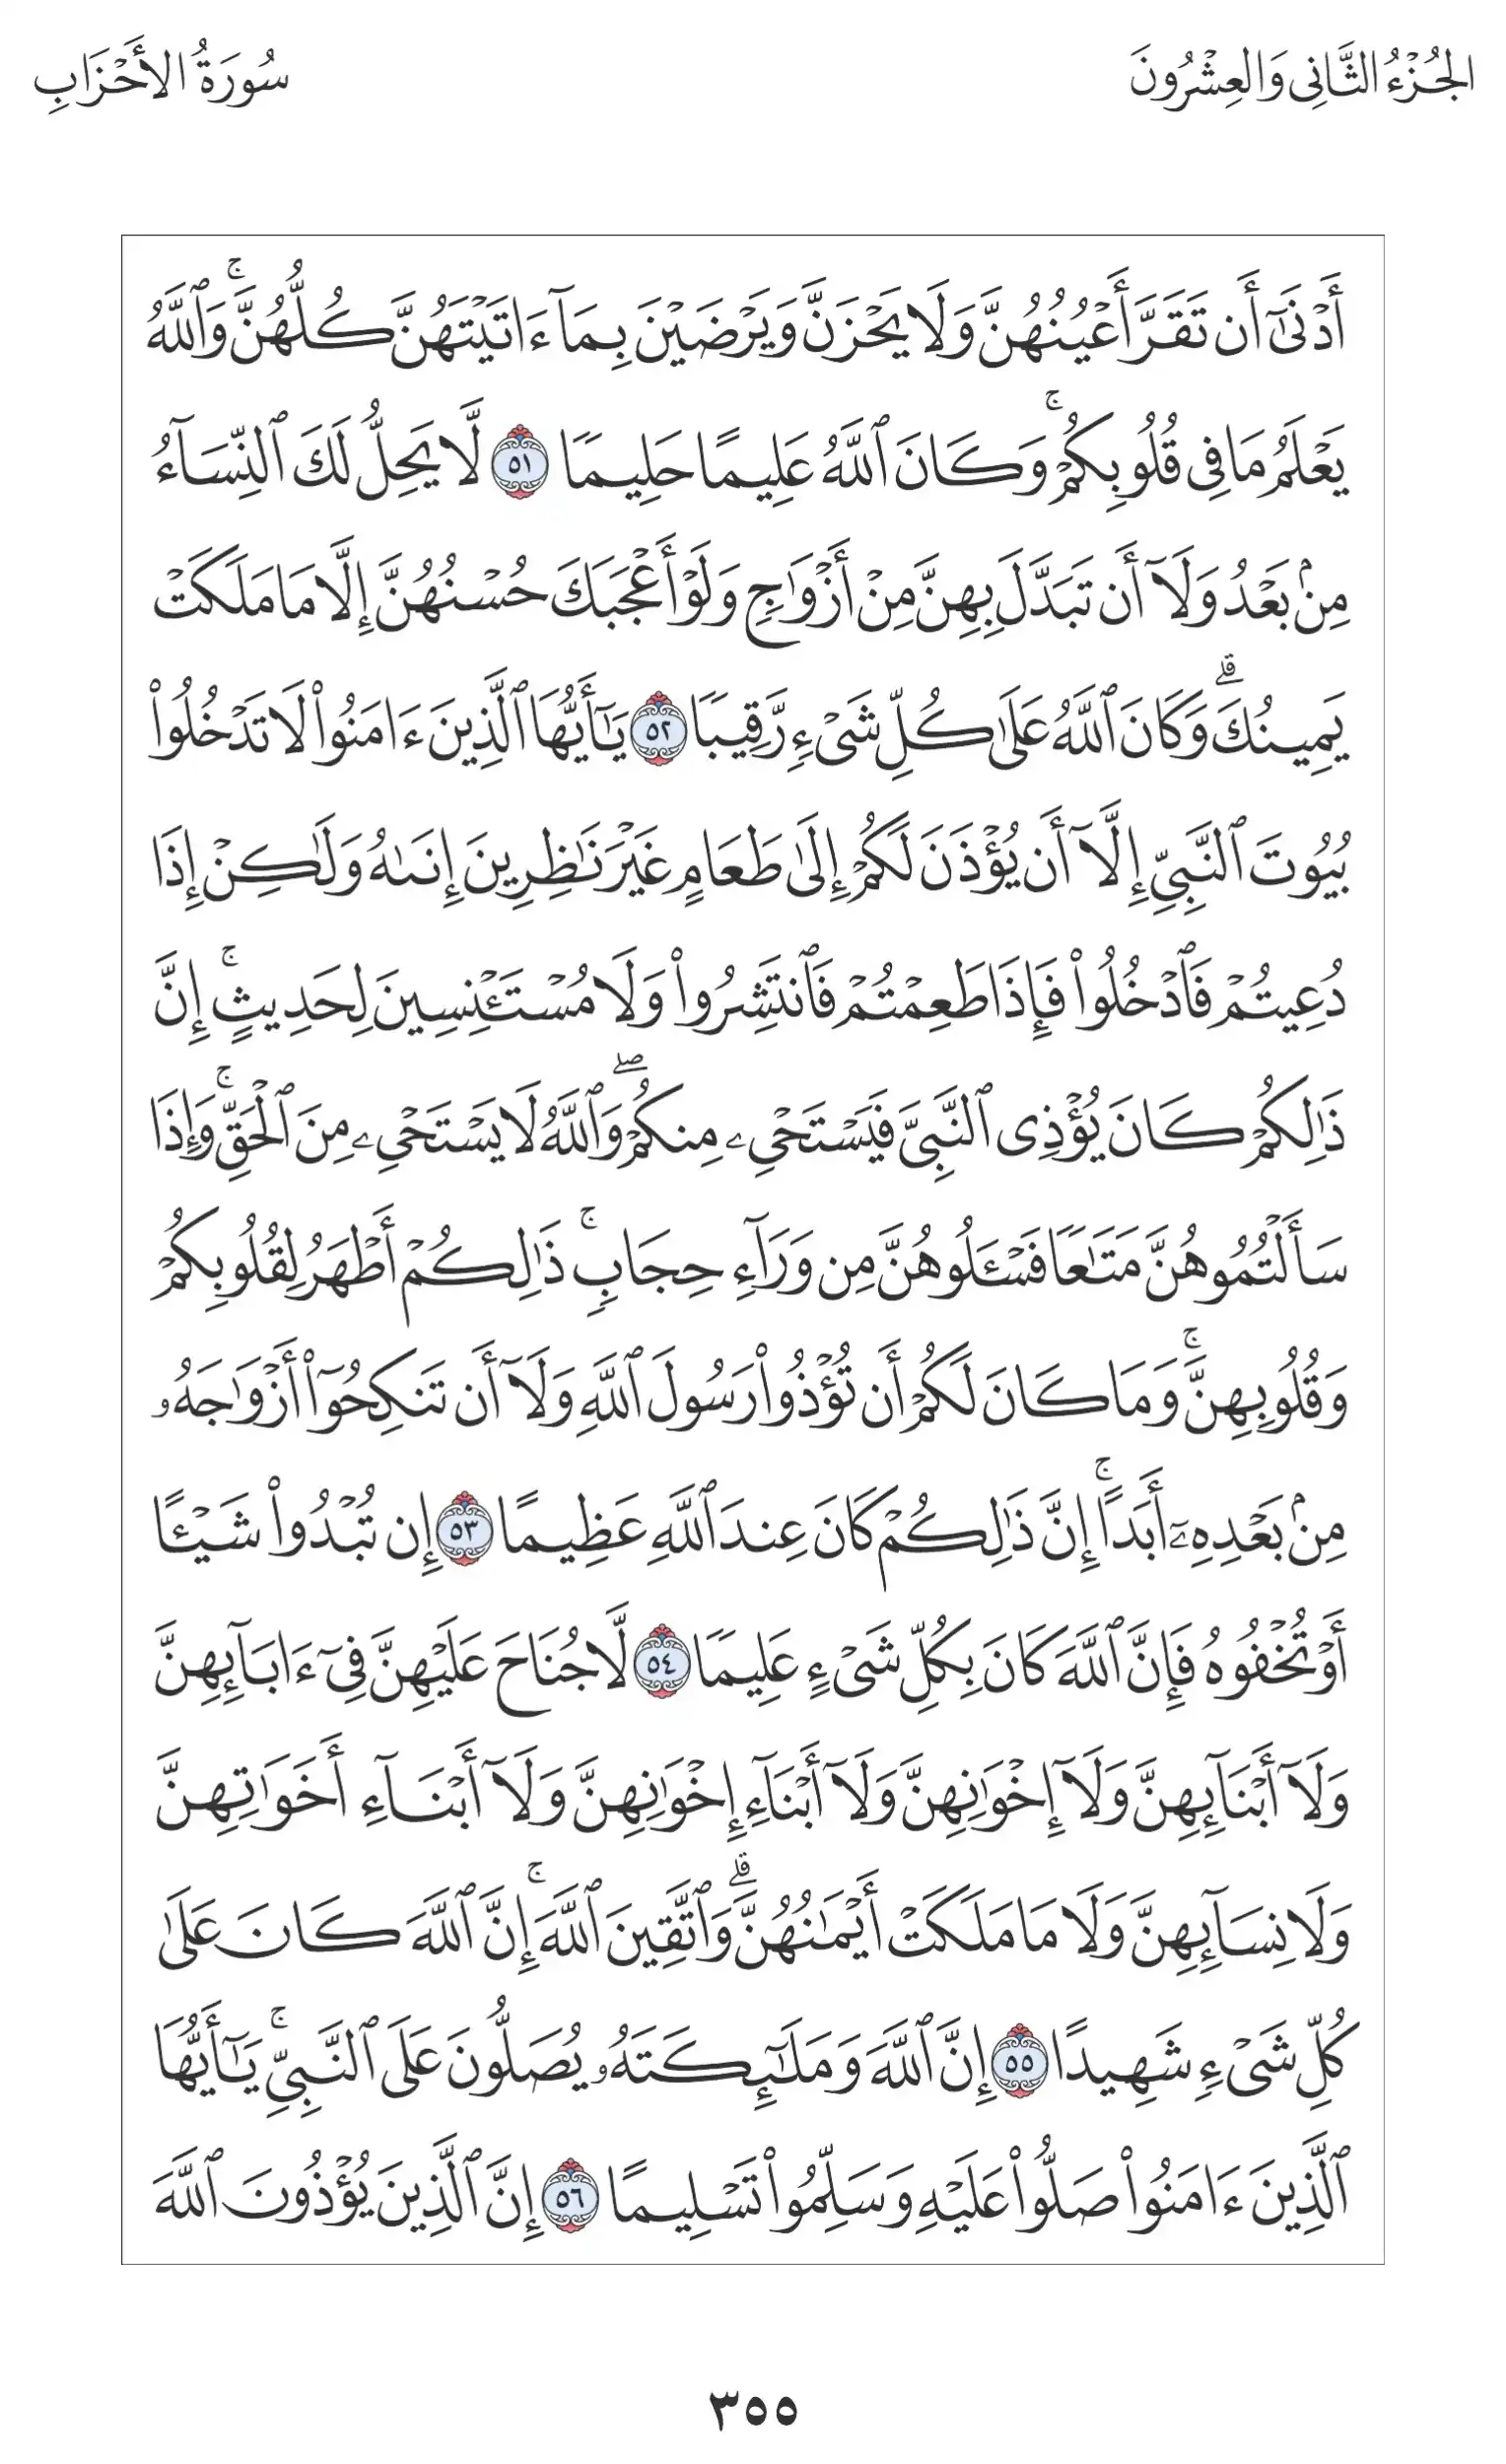 الجُزْءُ الثَّانِي وَالعِشْرُونَ
سُورَةُ الأَحْزَابِ
أَدْنَىٰٓ أَن تَقَرَّ أَعْيُنُهُنَّ وَلَا يَحْزَنَّ وَيَرْضَيْنَ بِمَآ ءَاتَيْتَهُنَّ كُلُّهُنَّۚ وَٱللَّهُ
يَعْلَمُ مَا فِى قُلُوبِكُمْۚ وَكَانَ ٱللَّهُ عَلِيمًا حَلِيمًا ٥١ لَّا يَحِلُّ لَكَ ٱلنِّسَآءُ
مِنۢ بَعْدُ وَلَآ أَن تَبَدَّلَ بِهِنَّ مِنْ أَزْوَٰجٍ وَلَوْ أَعْجَبَكَ حُسْنُهُنَّ إِلَّا مَا مَلَكَتْ
يَمِينُكَۗ وَكَانَ ٱللَّهُ عَلَىٰ كُلِّ شَىْءٍ رَّقِيبًا ٥٢ يَـٰٓأَيُّهَا ٱلَّذِينَ ءَامَنُوا۟ لَا تَدْخُلُوا۟
بُيُوتَ ٱلنَّبِىِّ إِلَّآ أَن يُؤْذَنَ لَكُمْ إِلَىٰ طَعَامٍ غَيْرَ نَـٰظِرِينَ إِنَىٰهُ وَلَـٰكِنْ إِذَا
دُعِيتُمْ فَٱدْخُلُوا۟ فَإِذَا طَعِمْتُمْ فَٱنتَشِرُوا۟ وَلَا مُسْتَـْٔنِسِينَ لِحَدِيثٍۚ إِنَّ
ذَٰلِكُمْ كَانَ يُؤْذِى ٱلنَّبِىَّ فَيَسْتَحْىِۦ مِنكُمْۖ وَٱللَّهُ لَا يَسْتَحْىِۦ مِنَ ٱلْحَقِّۚ وَإِذَا
سَأَلْتُمُوهُنَّ مَتَـٰعًا فَسْـَٔلُوهُنَّ مِن وَرَآءِ حِجَابٍۚ ذَٰلِكُمْ أَطْهَرُ لِقُلُوبِكُمْ
وَقُلُوبِهِنَّۚ وَمَا كَانَ لَكُمْ أَن تُؤْذُوا۟ رَسُولَ ٱللَّهِ وَلَآ أَن تَنكِحُوٓا۟ أَزْوَٰجَهُۥ
مِنۢ بَعْدِهِۦٓ أَبَدًاۚ إِنَّ ذَٰلِكُمْ كَانَ عِندَ ٱللَّهِ عَظِيمًا ٥٣ إِن تُبْدُوا۟ شَيْـًٔا
أَوْ تُخْفُوهُ فَإِنَّ ٱللَّهَ كَانَ بِكُلِّ شَىْءٍ عَلِيمًا ٥٤ لَّا جُنَاحَ عَلَيْهِنَّ فِىٓ ءَابَآئِهِنَّ
وَلَآ أَبْنَآئِهِنَّ وَلَآ إِخْوَٰنِهِنَّ وَلَآ أَبْنَآءِ إِخْوَٰنِهِنَّ وَلَآ أَبْنَآءِ أَخَوَٰتِهِنَّ
وَلَا نِسَآئِهِنَّ وَلَا مَا مَلَكَتْ أَيْمَـٰنُهُنَّۗ وَٱتَّقِينَ ٱللَّهَۚ إِنَّ ٱللَّهَ كَانَ عَلَىٰ
كُلِّ شَىْءٍ شَهِيدًا ٥٥ إِنَّ ٱللَّهَ وَمَلَـٰٓئِكَتَهُۥ يُصَلُّونَ عَلَى ٱلنَّبِىِّۚ يَـٰٓأَيُّهَا
ٱلَّذِينَ ءَامَنُوا۟ صَلُّوا۟ عَلَيْهِ وَسَلِّمُوا۟ تَسْلِيمًا ٥٦ إِنَّ ٱلَّذِينَ يُؤْذُونَ ٱللَّهَ
٣٥٥